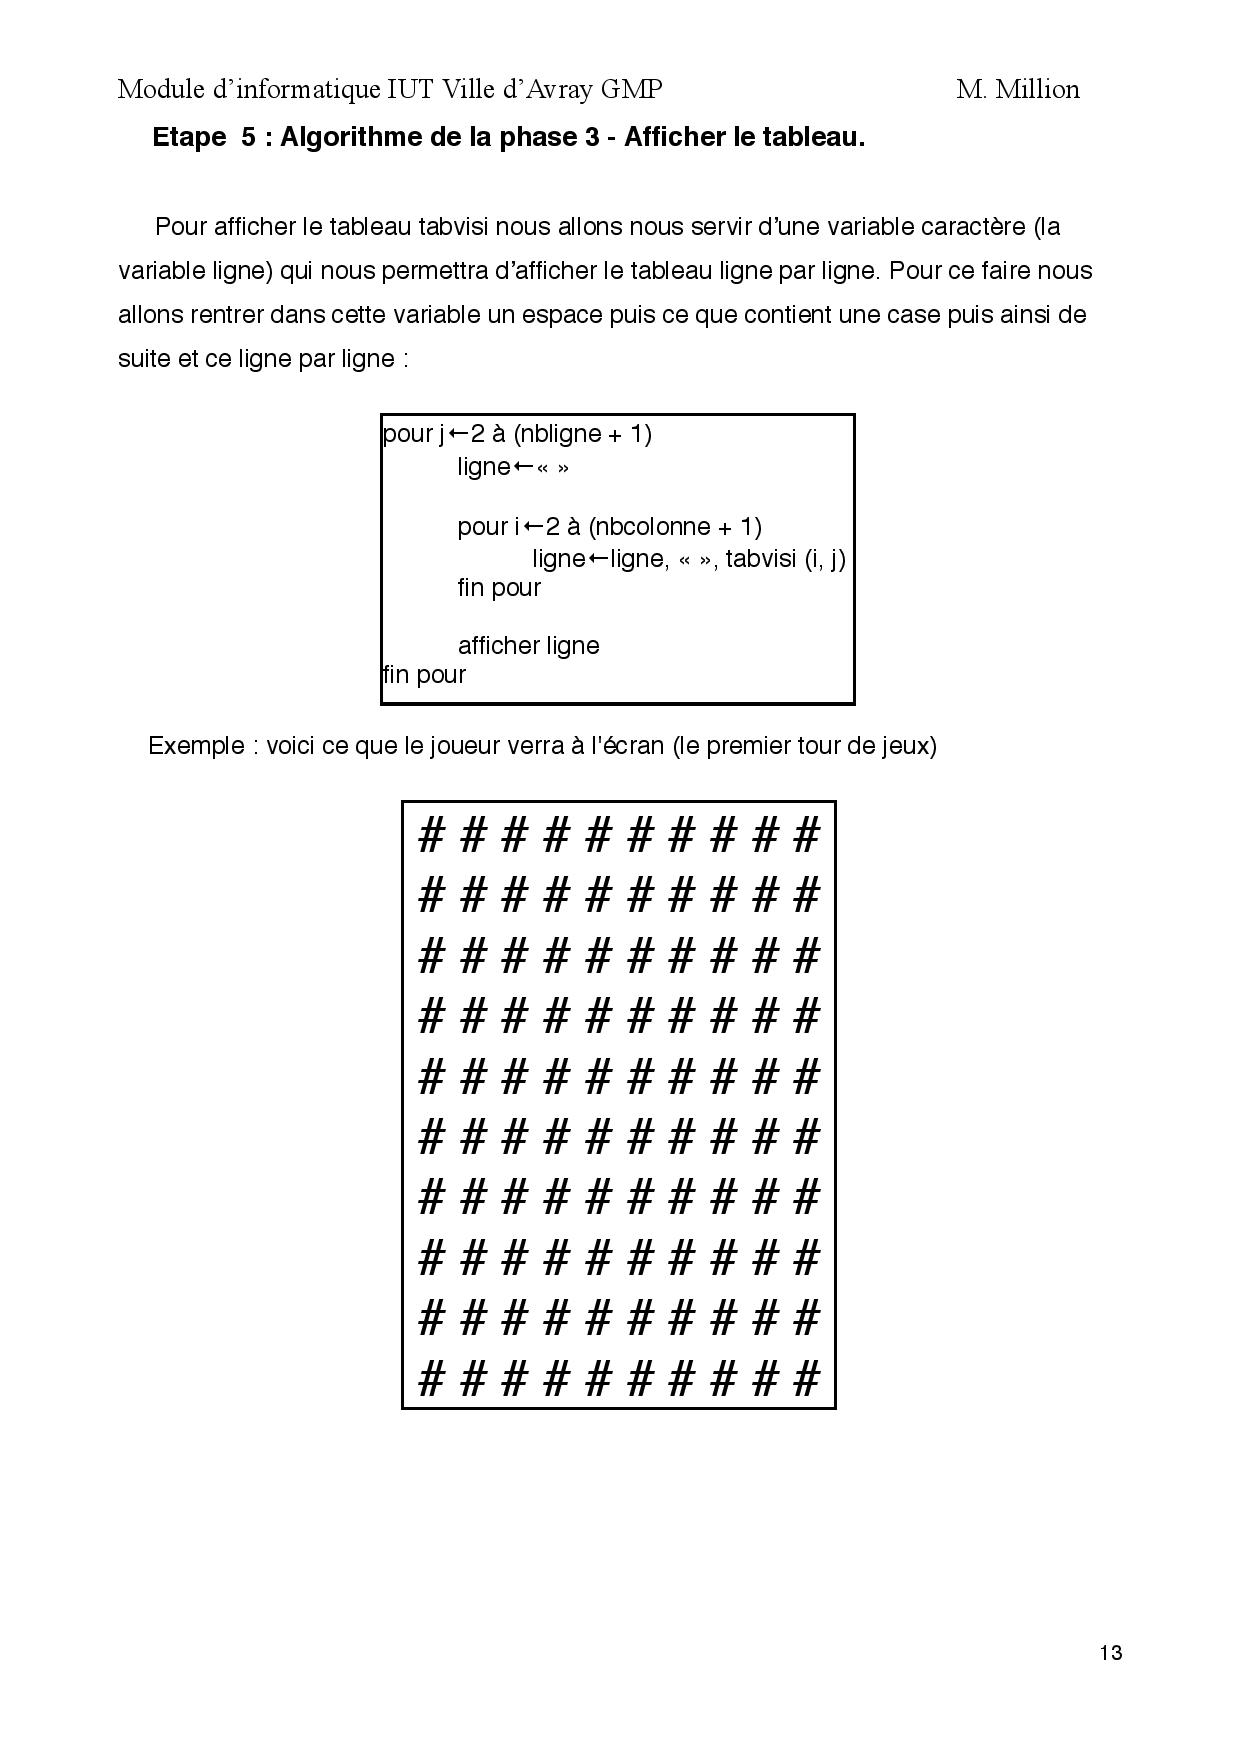 Module d’informatique IUT Ville d’Avray GMP M. Million
Etape 5 : Algorithme de la phase 3 - Afficher le tableau.
Pour afficher le tableau tabvisi nous allons nous servir d’une variable caractère (la
variable ligne) qui nous permettra d’afficher le tableau ligne par ligne. Pour ce faire nous
allons rentrer dans cette variable un espace puis ce que contient une case puis ainsi de
suite et ce ligne par ligne :
pour j←2 à (nbligne + 1)
ligne←« »
pour i←2 à (nbcolonne + 1)
ligne←ligne, « », tabvisi (i, j)
fin pour
afficher ligne
fin pour
Exemple : voici ce que le joueur verra à l'écran (le premier tour de jeux)
# # # # # # # # # #
# # # # # # # # # #
# # # # # # # # # #
# # # # # # # # # #
# # # # # # # # # #
# # # # # # # # # #
# # # # # # # # # #
# # # # # # # # # #
# # # # # # # # # #
# # # # # # # # # #
13